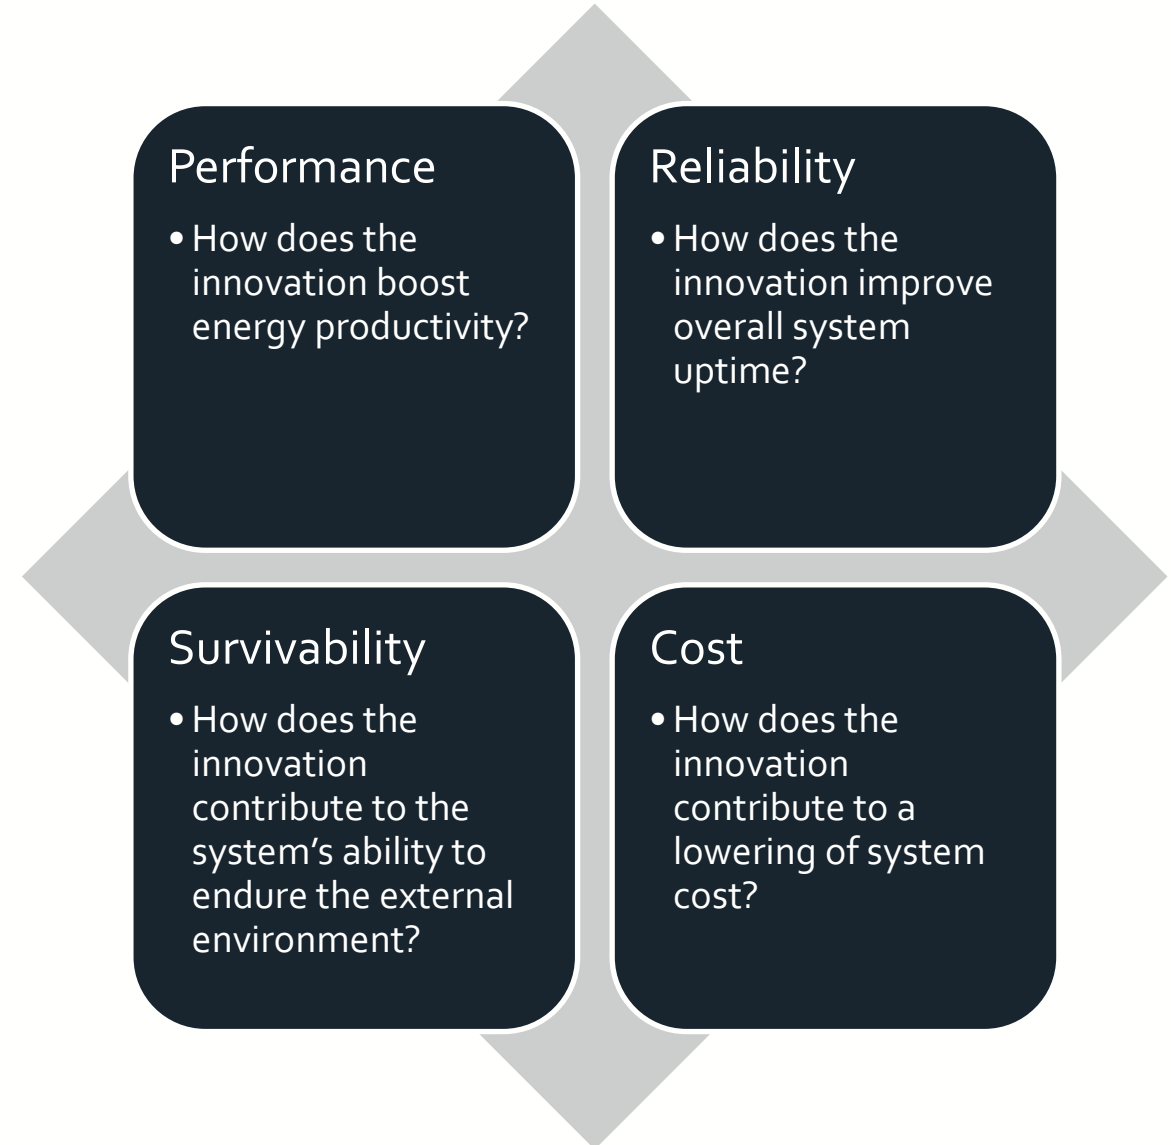 Performance
• How does the
innovation boost
energy productivity?
Reliability
• How does the
innovation improve
overall system
uptime?
Survivability
• How does the
innovation
contribute to the
system’s ability to
endure the external
environment?
Cost
• How does the
innovation
contribute to a
lowering of system
cost?